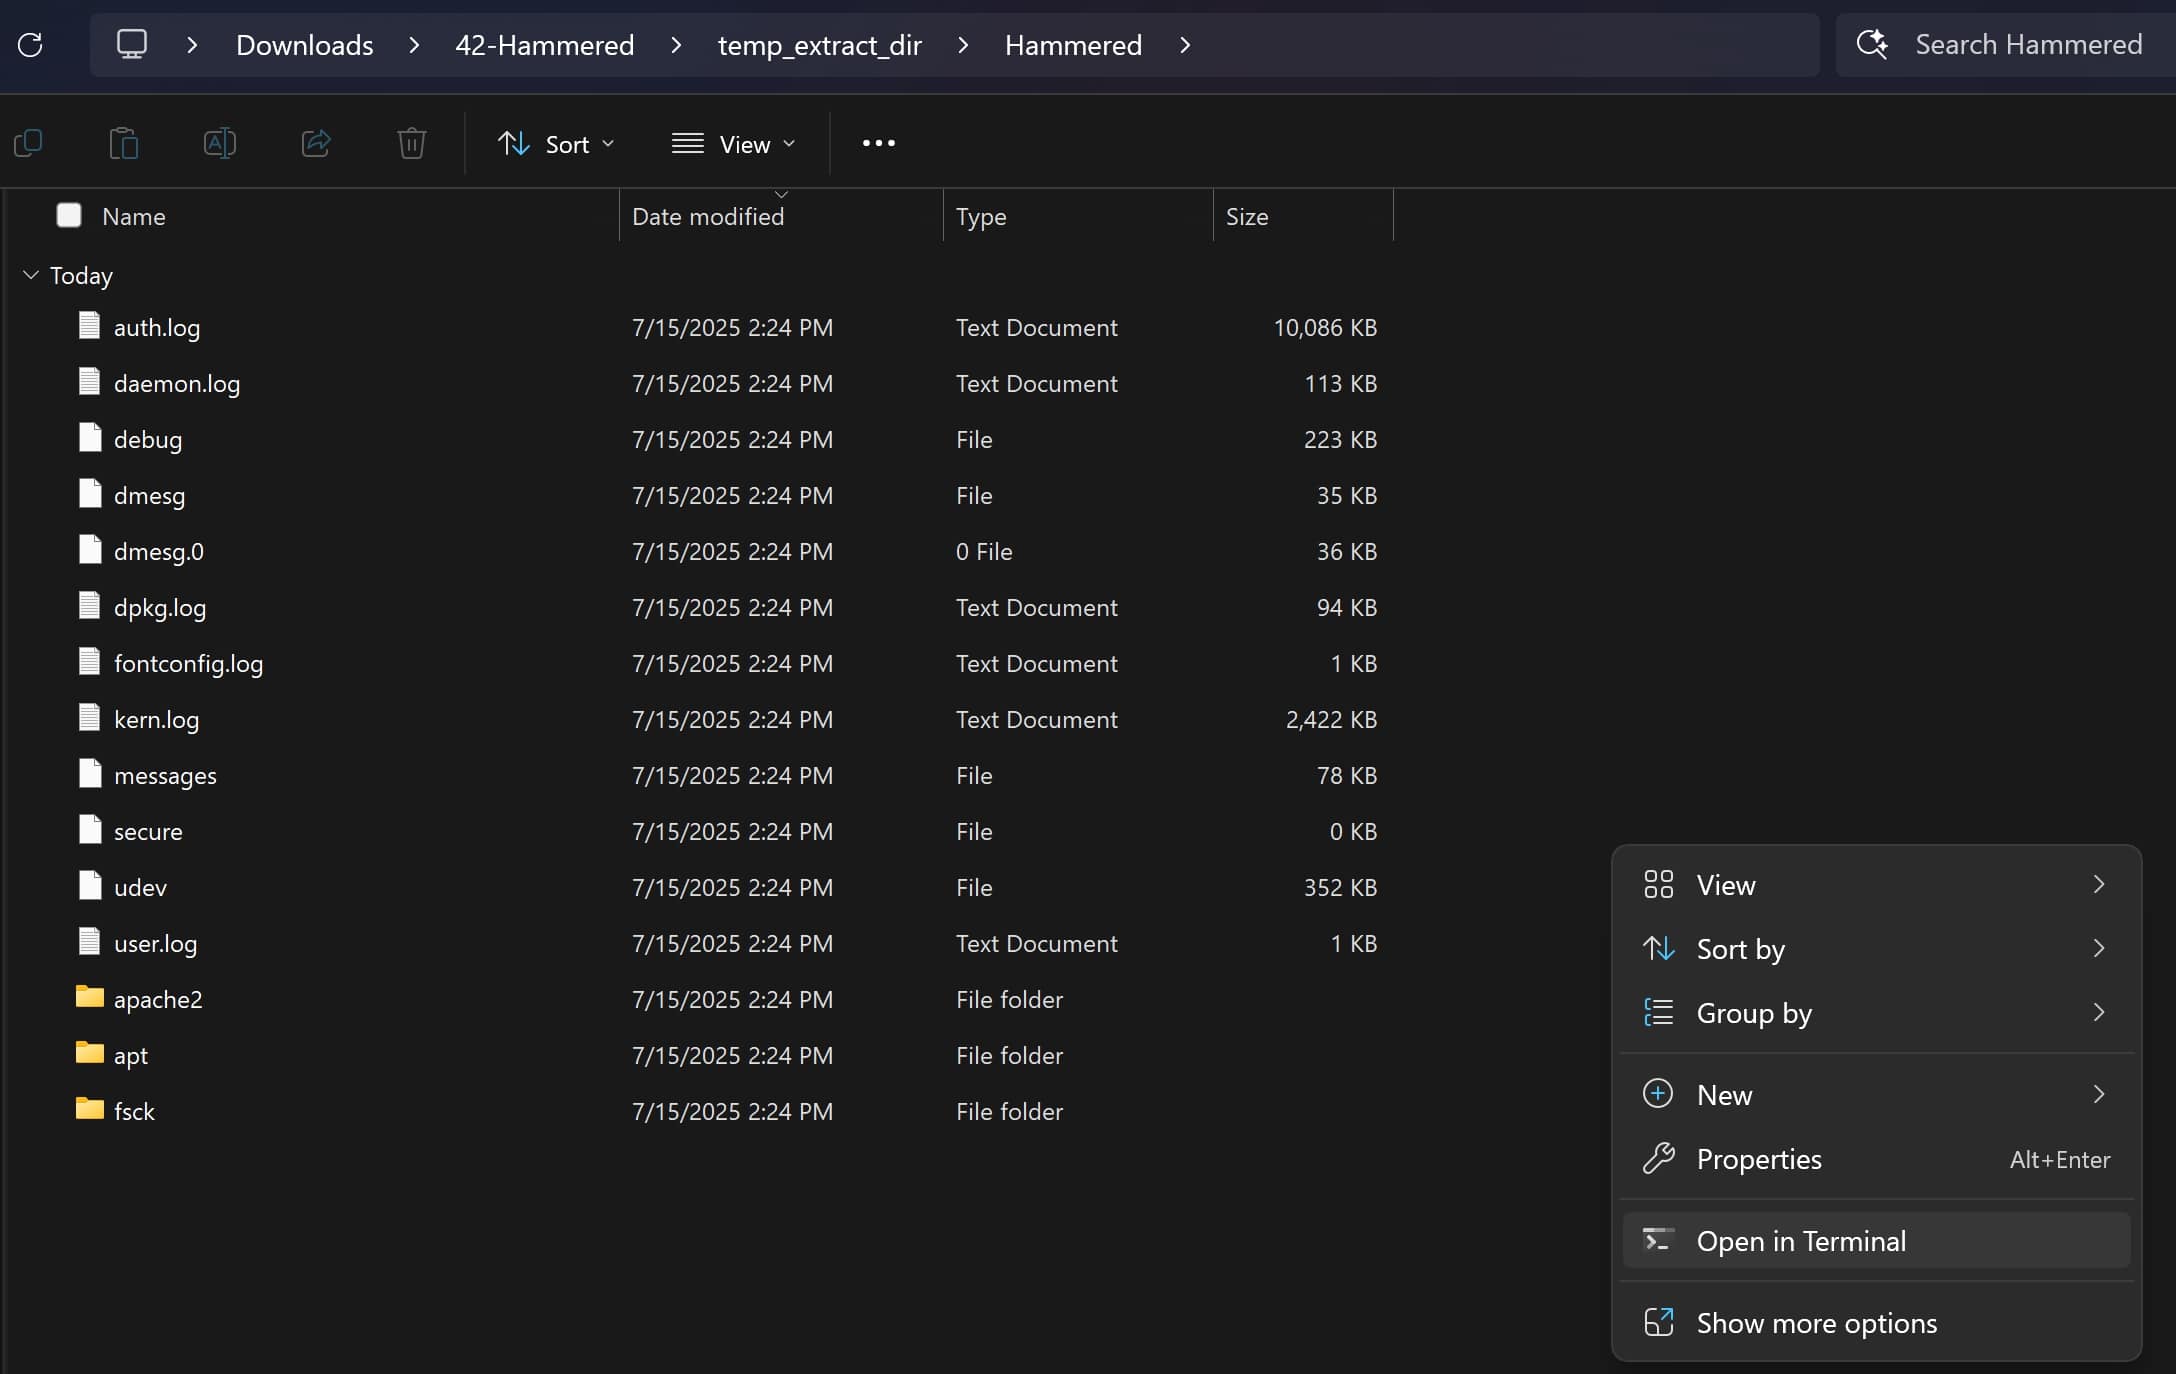 Downloads > 42-Hammered > temp_extract_dir > Hammered >
Search Hammered
Sort
View
Name Date modified Type Size
Today
auth.log 7/15/2025 2:24 PM Text Document 10,086 KB
daemon.log 7/15/2025 2:24 PM Text Document 113 KB
debug 7/15/2025 2:24 PM File 223 KB
dmesg 7/15/2025 2:24 PM File 35 KB
dmesg.0 7/15/2025 2:24 PM 0 File 36 KB
dpkg.log 7/15/2025 2:24 PM Text Document 94 KB
fontconfig.log 7/15/2025 2:24 PM Text Document 1 KB
kern.log 7/15/2025 2:24 PM Text Document 2,422 KB
messages 7/15/2025 2:24 PM File 78 KB
secure 7/15/2025 2:24 PM File 0 KB
udev 7/15/2025 2:24 PM File 352 KB
user.log 7/15/2025 2:24 PM Text Document 1 KB
apache2 7/15/2025 2:24 PM File folder
apt 7/15/2025 2:24 PM File folder
fsck 7/15/2025 2:24 PM File folder
View
Sort by
Group by
New
Properties Alt+Enter
Open in Terminal
Show more options